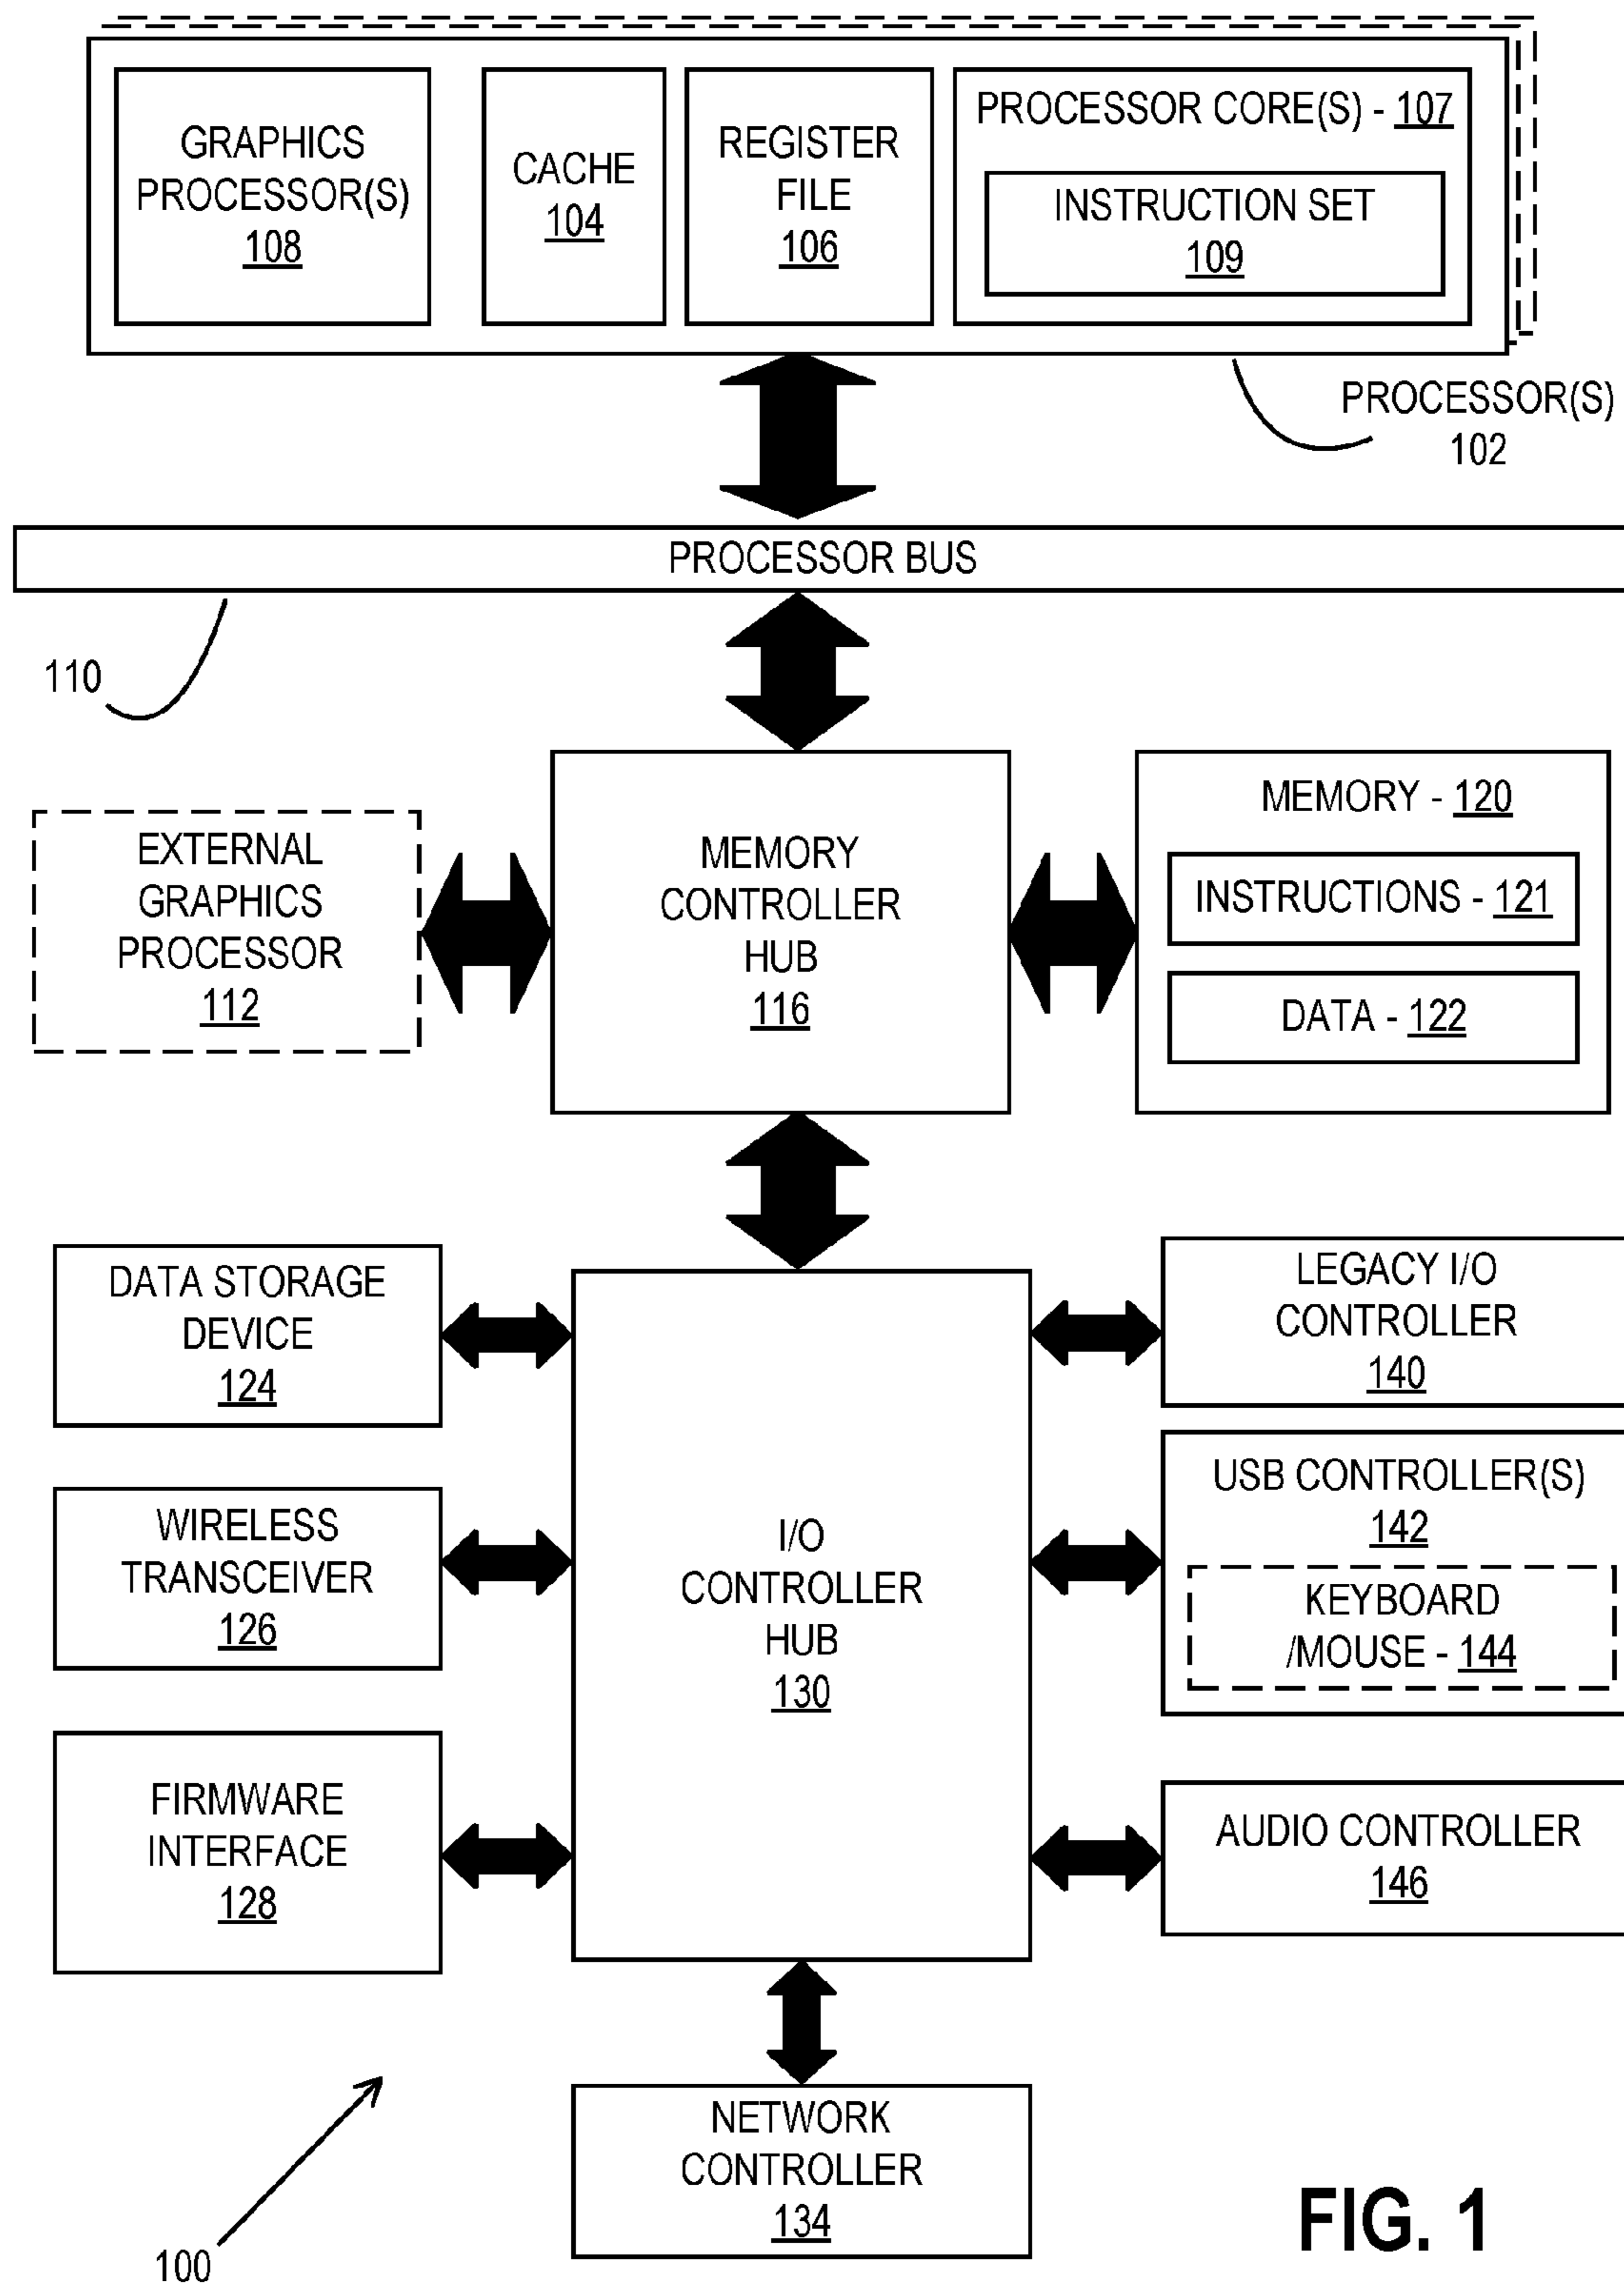 GRAPHICS
PROCESSOR(S)
108
CACHE
104
REGISTER
FILE
106
PROCESSOR CORE(S) - 107
INSTRUCTION SET
109
PROCESSOR(S)
102
PROCESSOR BUS
110
EXTERNAL
GRAPHICS
PROCESSOR
112
MEMORY
CONTROLLER
HUB
116
MEMORY - 120
INSTRUCTIONS - 121
DATA - 122
DATA STORAGE
DEVICE
124
WIRELESS
TRANSCEIVER
126
FIRMWARE
INTERFACE
128
I/O
CONTROLLER
HUB
130
LEGACY I/O
CONTROLLER
140
USB CONTROLLER(S)
142
KEYBOARD
/MOUSE - 144
AUDIO CONTROLLER
146
NETWORK
CONTROLLER
134
100
FIG. 1